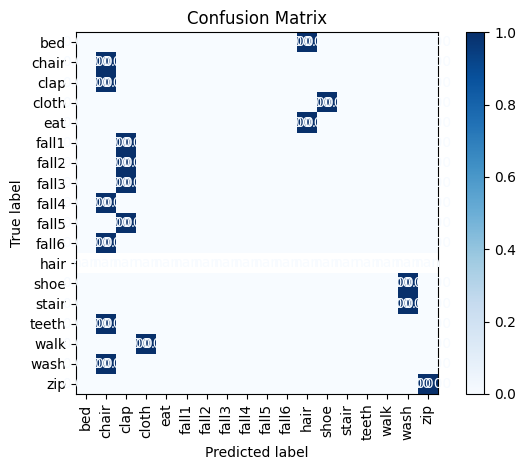 Confusion Matrix
True label
bed
chair
clap
cloth
eat
fall1
fall2
fall3
fall4
fall5
fall6
hair
shoe
stair
teeth
walk
wash
zip
bed
chair
clap
cloth
eat
fall1
fall2
fall3
fall4
fall5
fall6
hair
shoe
stair
teeth
walk
wash
zip
Predicted label
1.0
0.8
0.6
0.4
0.2
0.0